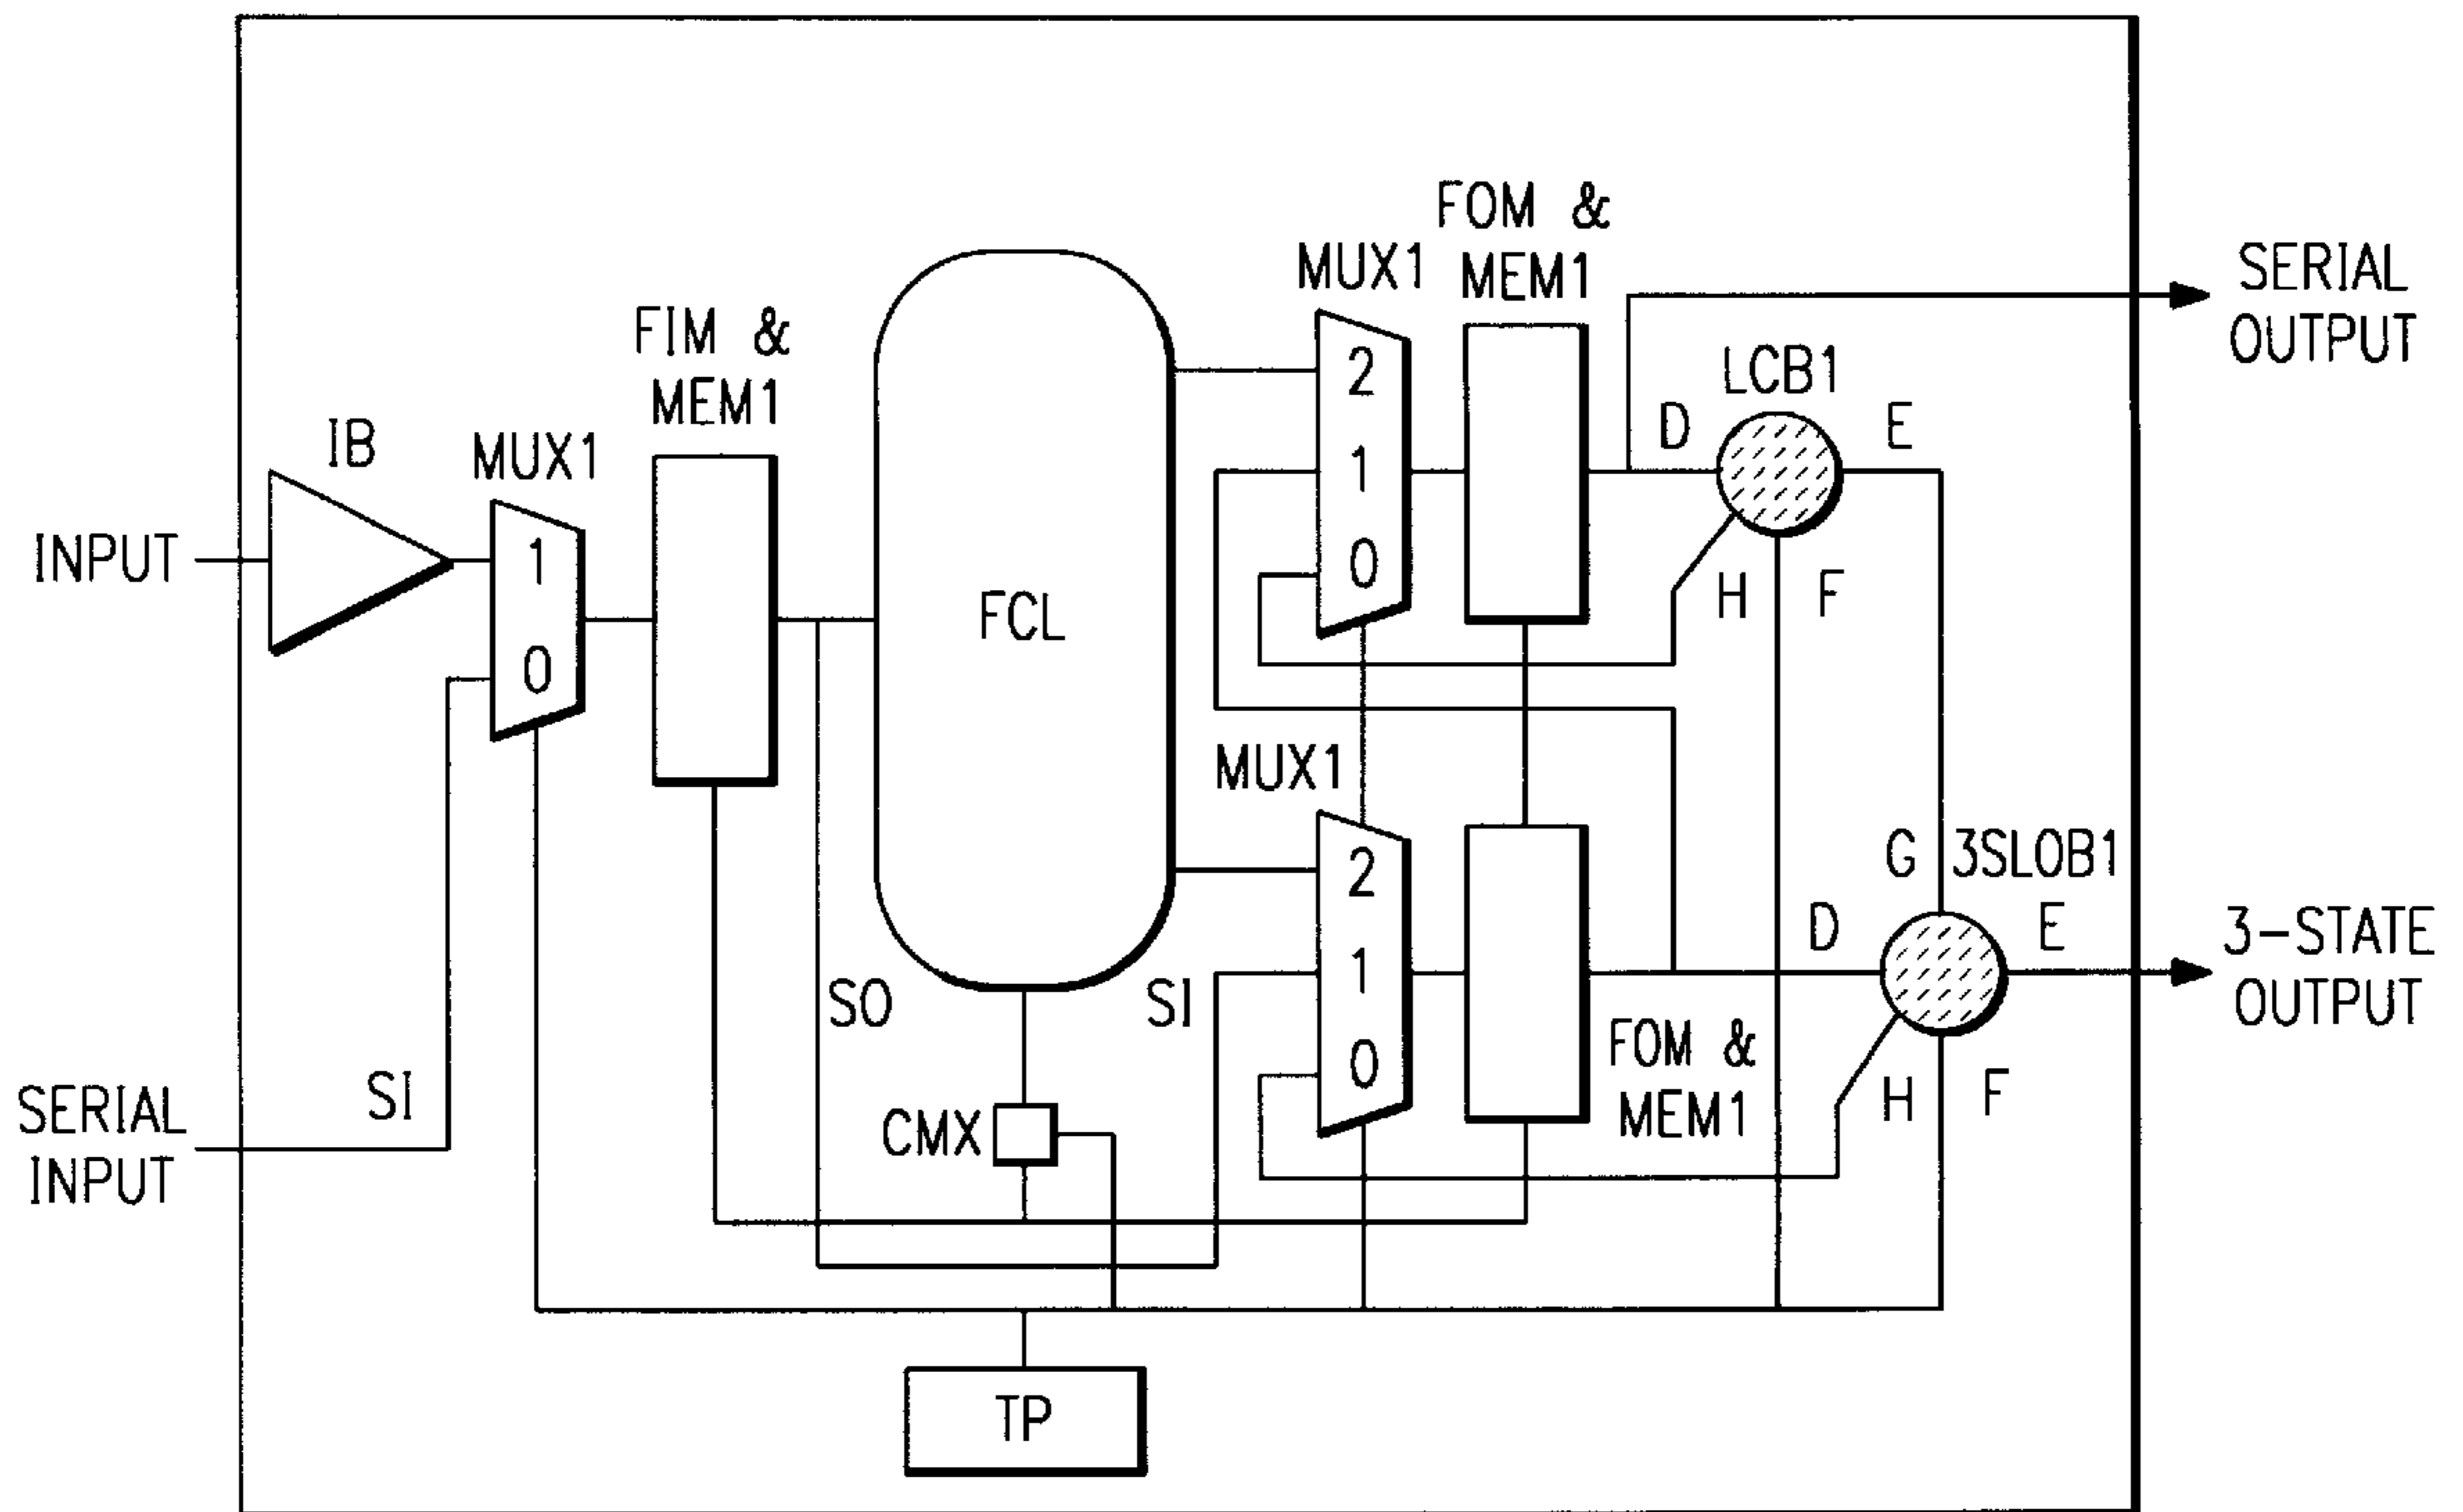 FOM &
MEM1
MUX1
SERIAL
OUTPUT
FIM &
MEM1
LCB1
2
D
E
IB
MUX1
1
1
INPUT
0
H
F
FCL
0
MUX1
2
G
3SLOB1
D
E
3-STATE
OUTPUT
1
SO
SI
FOM &
MEM1
0
H
F
SI
SERIAL
INPUT
CMX
TP